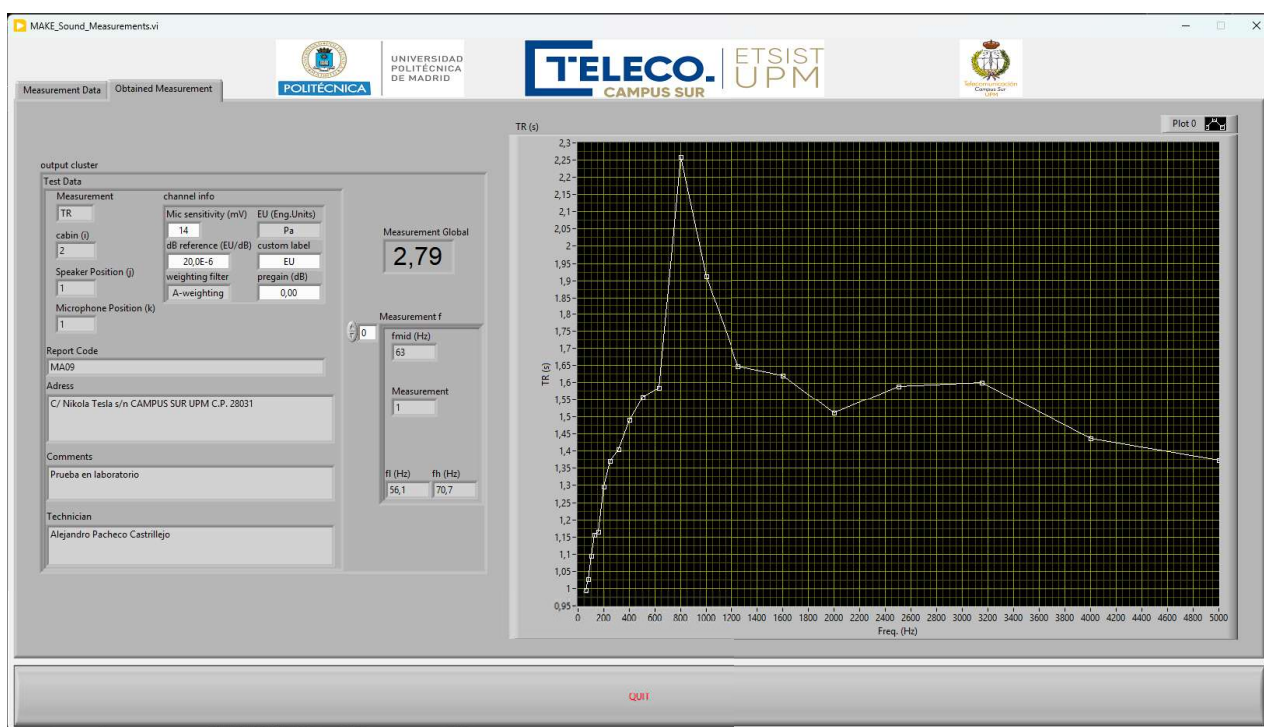 MAKE_Sound_Measurements.vi
POLITÉCNICA
UNIVERSIDAD
POLITÉCNICA
DE MADRID
TELECO.
CAMPUS SUR
ETSIST
UPM
Telecomunicación
Campus Sur
UPM
Measurement Data
Obtained Measurement
output cluster
Test Data
Measurement
TR
cabin (i)
2
Speaker Position (j)
1
Microphone Position (k)
1
channel info
Mic sensitivity (mV) EU (Eng.Units)
14 Pa
dB reference (EU/dB) custom label
20,0E-6 EU
weighting filter pregain (dB)
A-weighting 0,00
Report Code
MA09
Adress
C/ Nikola Tesla s/n CAMPUS SUR UPM C.P. 28031
Comments
Prueba en laboratorio
Technician
Alejandro Pacheco Castrillejo
Measurement Global
2,79
Measurement f
0
fmid (Hz)
63
Measurement
1
fl (Hz) fh (Hz)
56,1 70,7
TR (s)
Plot 0
TR (s)
2,3
2,25
2,2
2,15
2,1
2,05
2
1,95
1,9
1,85
1,8
1,75
1,7
1,65
1,6
1,55
1,5
1,45
1,4
1,35
1,3
1,25
1,2
1,15
1,1
1,05
1
0,95
0 200 400 600 800 1000 1200 1400 1600 1800 2000 2200 2400 2600 2800 3000 3200 3400 3600 3800 4000 4200 4400 4600 4800 5000
Freq. (Hz)
QUIT